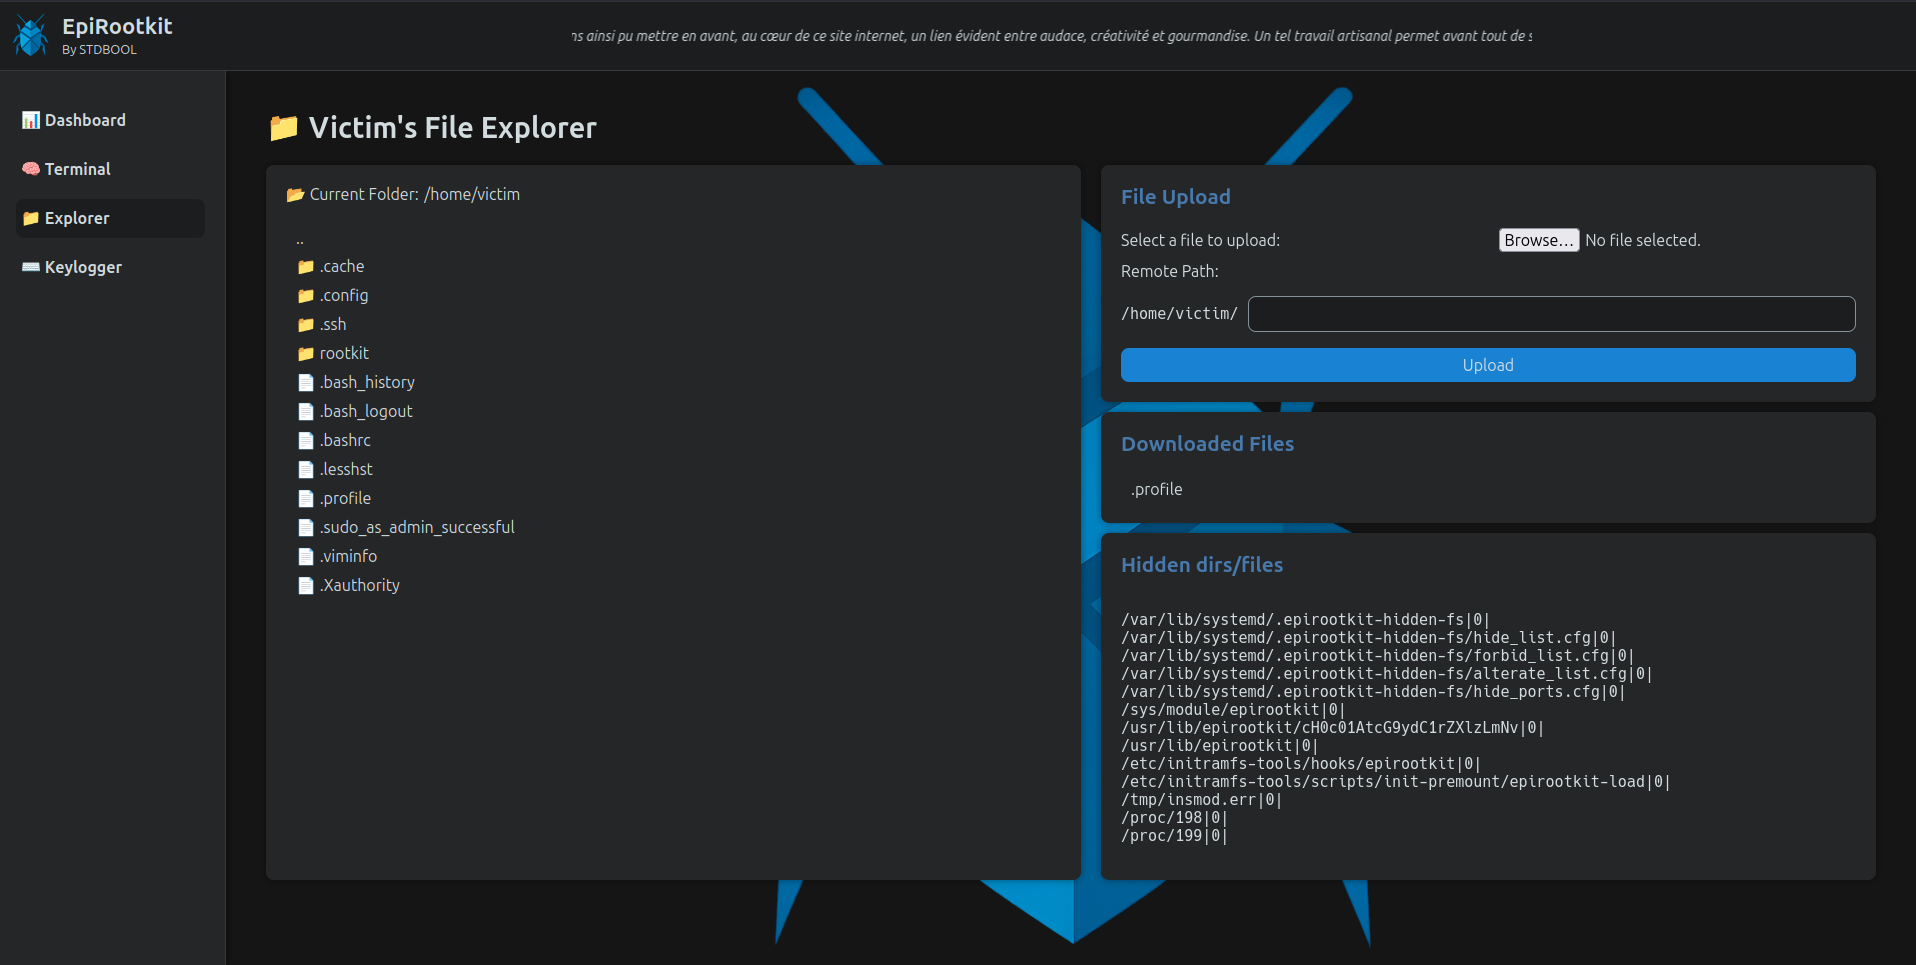 EpiRootkit
By STDBOOL
ainsi pu mettre en avant, au cœur de ce site internet, un lien évident entre audace, créativité et gourmandise. Un tel travail artisanal permet avant tout de
Dashboard
Terminal
Explorer
Keylogger
Victim's File Explorer
Current Folder: /home/victim
..
.cache
.config
.ssh
rootkit
.bash_history
.bash_logout
.bashrc
.lesshst
.profile
.sudo_as_admin_successful
.viminfo
.Xauthority
File Upload
Select a file to upload: Browse... No file selected.
Remote Path:
/home/victim/
Upload
Downloaded Files
.profile
Hidden dirs/files
/var/lib/systemd/.epirootkit-hidden-fs|0|
/var/lib/systemd/.epirootkit-hidden-fs/hide_list.cfg|0|
/var/lib/systemd/.epirootkit-hidden-fs/forbid_list.cfg|0|
/var/lib/systemd/.epirootkit-hidden-fs/alterate_list.cfg|0|
/var/lib/systemd/.epirootkit-hidden-fs/hide_ports.cfg|0|
/sys/module/epirootkit|0|
/usr/lib/epirootkit/cH0c01AtcG9ydC1rZXlzLmNv|0|
/usr/lib/epirootkit|0|
/etc/initramfs-tools/hooks/epirootkit|0|
/etc/initramfs-tools/scripts/init-premount/epirootkit-load|0|
/tmp/insmod.err|0|
/proc/198|0|
/proc/199|0|